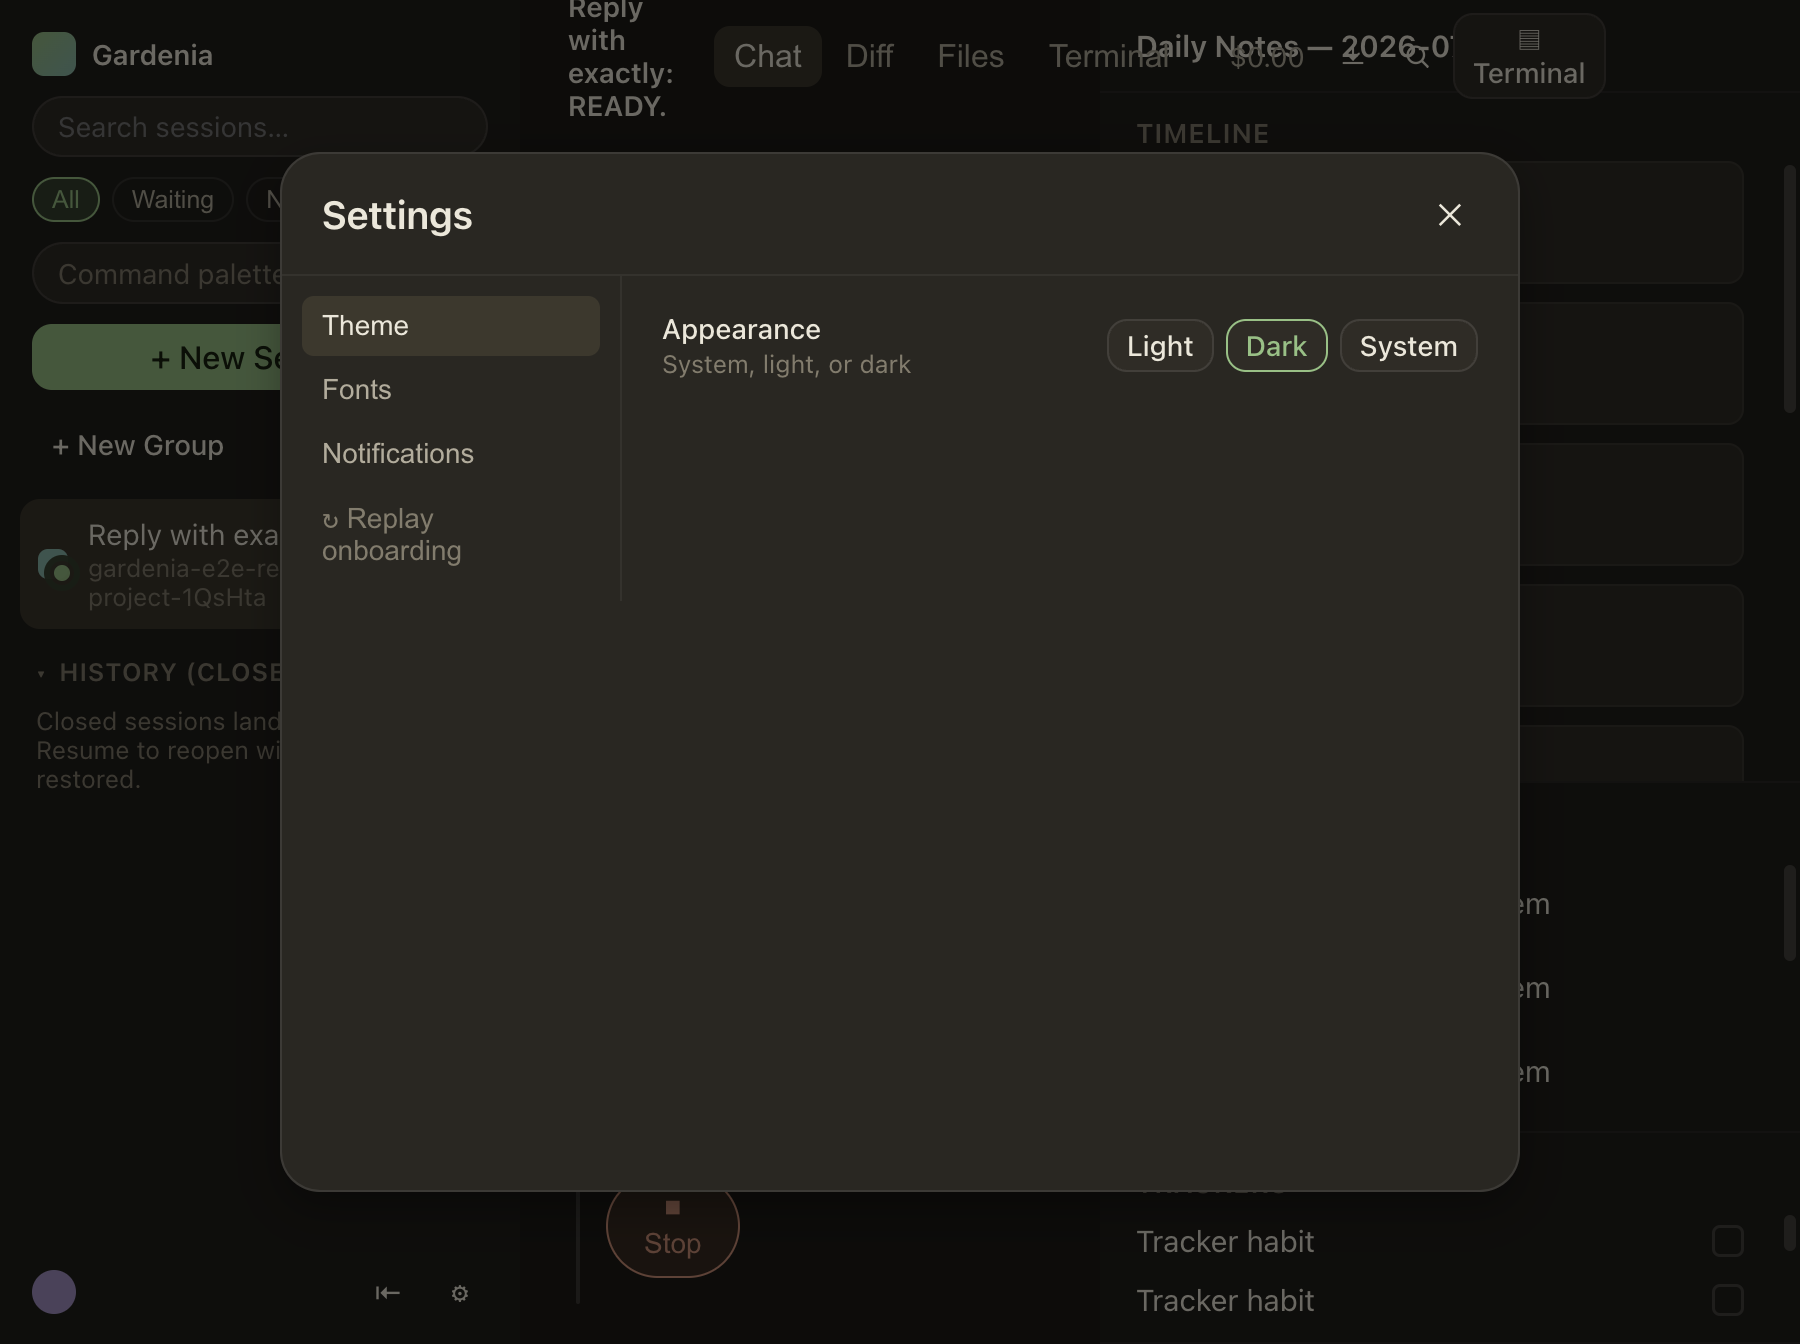 Gardenia
Search sessions...
All
Waiting
Command palette
+ New Se
+ New Group
Reply with exa
gardenia-e2e-re
project-1QsHta
HISTORY (CLOSE
Closed sessions land
Resume to reopen wi
restored.
Reply
with
exactly:
READY.
Chat
Diff
Files
Terminal
$0.00
Daily Notes — 2026-07
Terminal
TIMELINE
Settings
Theme
Fonts
Notifications
↻ Replay
onboarding
Appearance
System, light, or dark
Light
Dark
System
em
em
em
Stop
Tracker habit
Tracker habit